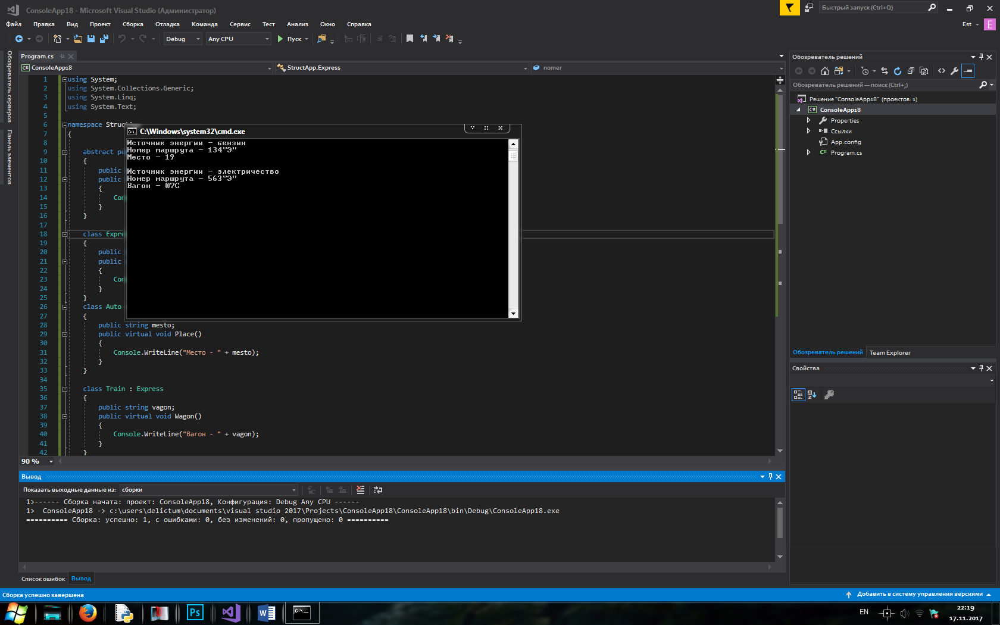 ConsoleApp18 - Microsoft Visual Studio (Администратор)
Быстрый запуск (Ctrl+Q)
Файл Правка Вид Проект Сборка Отладка Команда Сервис Тест Анализ Окно Справка
Est E
Debug Any CPU Пуск
Обозреватель серверов
Панель элементов
Program.cs
ConsoleApp18 StructApp.Express nomer
1 using System;
2 using System.Collections.Generic;
3 using System.Linq;
4 using System.Text;
5
6 namespace Struct
7 {
8
9 abstract pu
10 {
11 public
12 public
13 {
14 Con
15 }
16 }
17
18 class Expre
19 {
20 public
21 public
22 {
23 Con
24 }
25 }
26 class Auto
27 {
28 public string mesto;
29 public virtual void Place()
30 {
31 Console.WriteLine("Место - " + mesto);
32 }
33 }
34
35 class Train : Express
36 {
37 public string vagon;
38 public virtual void Wagon()
39 {
40 Console.WriteLine("Вагон - " + vagon);
41 }
42 }
C:\Windows\system32\cmd.exe
Источник энергии - бензин
Номер маршрута - 134"Э"
Место - 19
Источник энергии - электричество
Номер маршрута - 563"Э"
Вагон - 07С
90 %
Вывод
Показать выходные данные из: сборки
1>------ Сборка начата: проект: ConsoleApp18, Конфигурация: Debug Any CPU ------
1> ConsoleApp18 -> c:\users\delictum\documents\visual studio 2017\Projects\ConsoleApp18\ConsoleApp18\bin\Debug\ConsoleApp18.exe
========== Сборка: успешно: 1, с ошибками: 0, без изменений: 0, пропущено: 0 ==========
Список ошибок Вывод
Обозреватель решений
Обозреватель решений — поиск (Ctrl+;)
Решение "ConsoleApp18" (проектов: 1)
C# ConsoleApp18
Properties
Ссылки
App.config
C# Program.cs
Обозреватель решений Team Explorer
Свойства
Сборка успешно завершена
Добавить в систему управления версиями
Ps
W
C:\
EN
22:19
17.11.2017